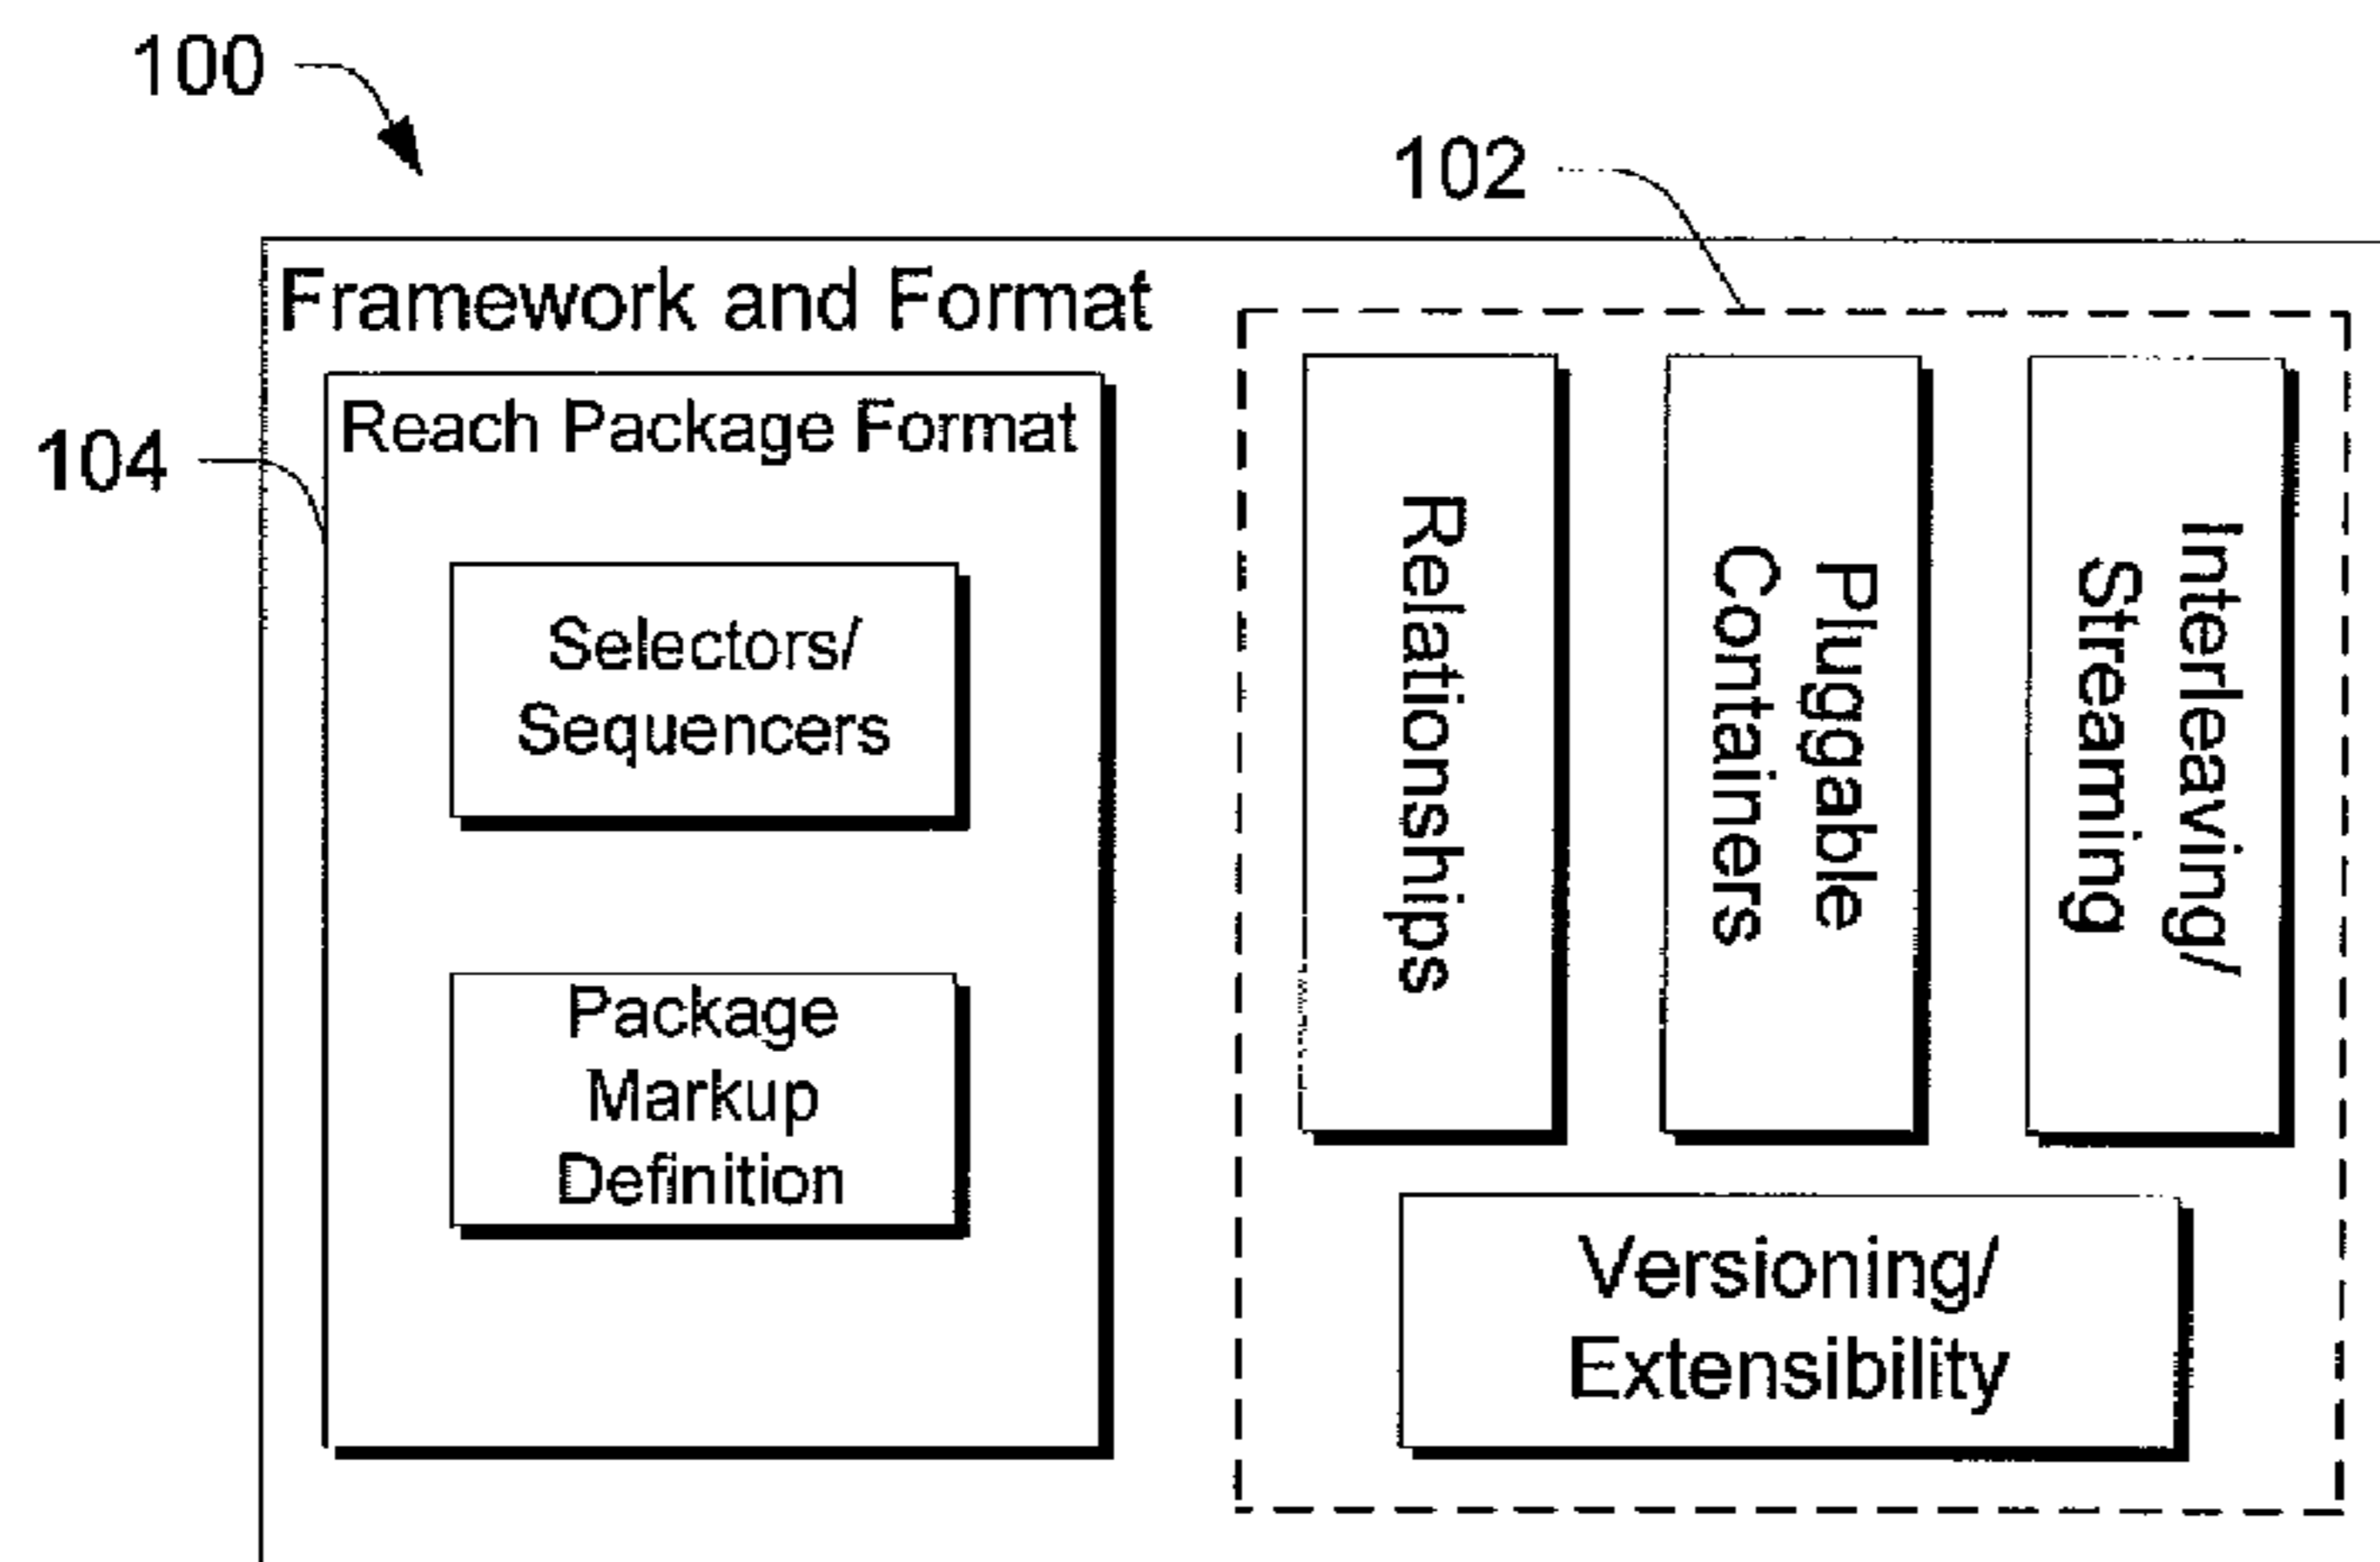 100
102
Framework and Format
104
Reach Package Format
Selectors/
Sequencers
Package
Markup
Definition
Relationships
Pluggable
Containers
Interleaving/
Streaming
Versioning/
Extensibility